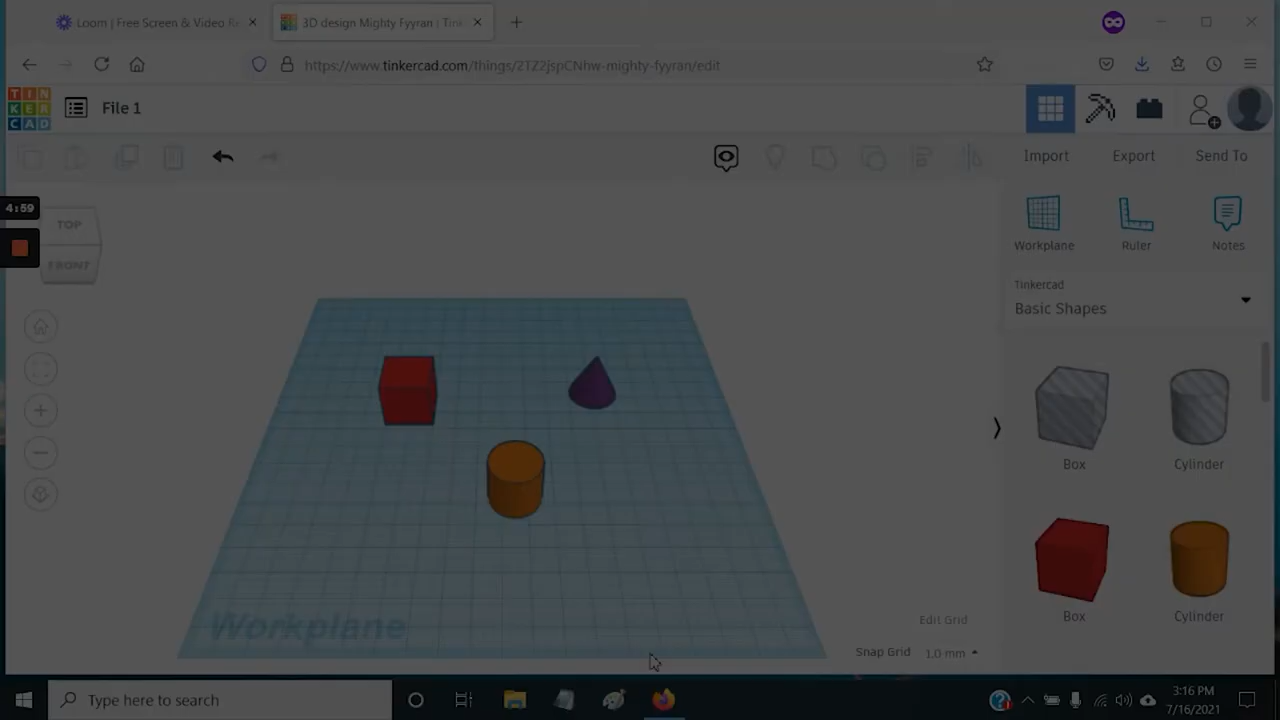 Loom | Free Screen & Video Re
3D design Mighty Fyyran | Tink
https://www.tinkercad.com/things/2TZ2jspCNhw-mighty-fyyran/edit
TIN
KER
CAD
File 1
Import
Export
Send To
4:59
TOP
FRONT
Workplane
Ruler
Notes
Tinkercad
Basic Shapes
Box
Cylinder
Box
Cylinder
Workplane
Edit Grid
Snap Grid
1.0 mm
Type here to search
3:16 PM
7/16/2021